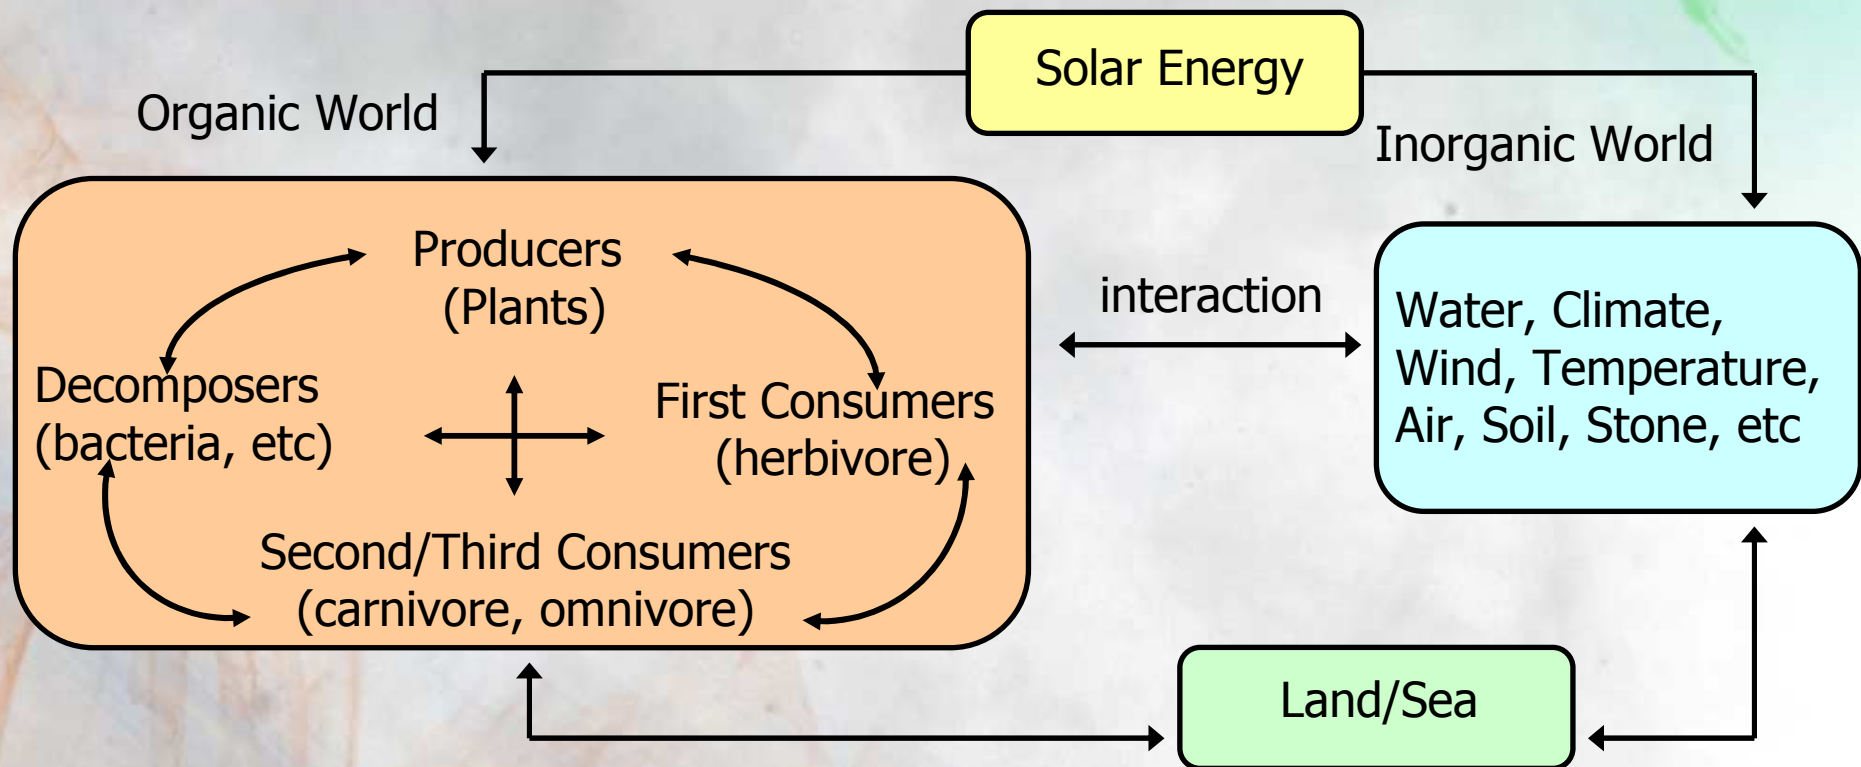 Solar Energy
Organic World
Inorganic World
Producers
(Plants)
Decomposers
(bacteria, etc)
First Consumers
(herbivore)
Second/Third Consumers
(carnivore, omnivore)
interaction
Water, Climate,
Wind, Temperature,
Air, Soil, Stone, etc
Land/Sea